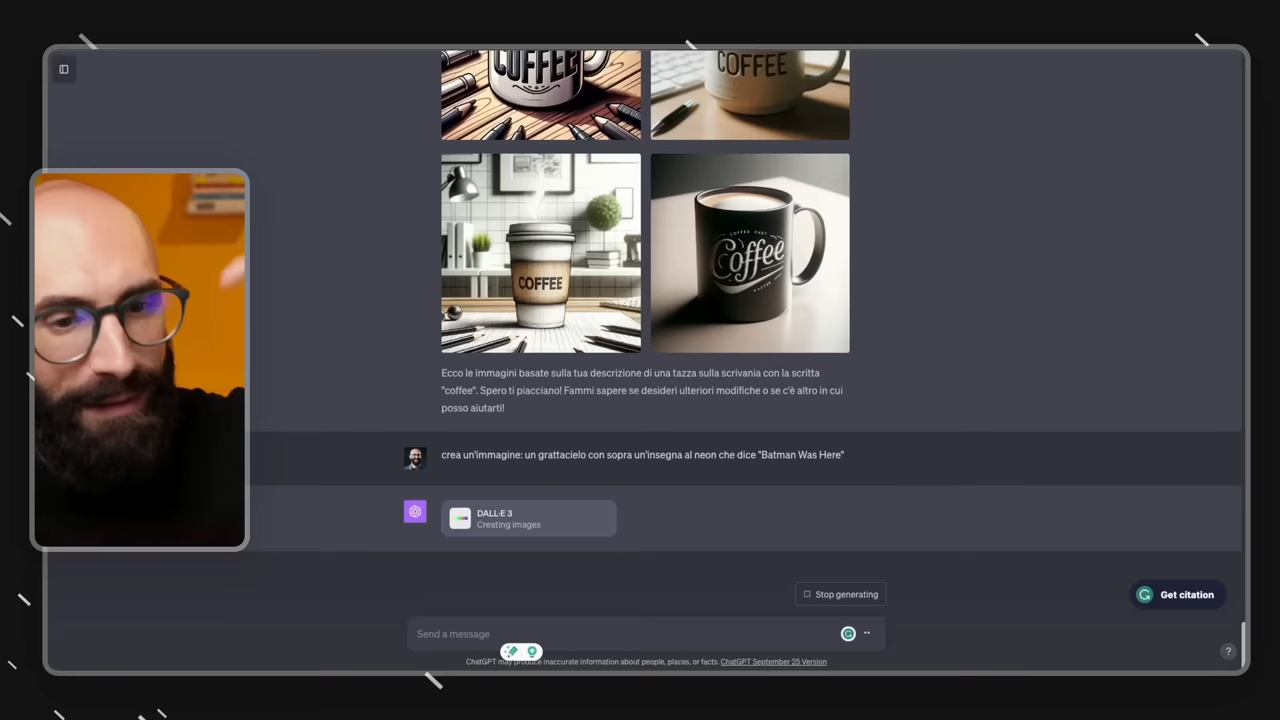 COFFEE
COFFEE
COFFEE
Coffee
Ecco le immagini basate sulla tua descrizione di una tazza sulla scrivania con la scritta
"coffee". Spero ti piacciano! Fammi sapere se desideri ulteriori modifiche o se c'è altro in cui
posso aiutarti!
crea un'immagine: un grattacielo con sopra un'insegna al neon che dice "Batman Was Here"
DALL·E 3
Creating images
Stop generating
Get citation
Send a message
ChatGPT may produce inaccurate information about people, places, or facts. ChatGPT September 25 Version
?